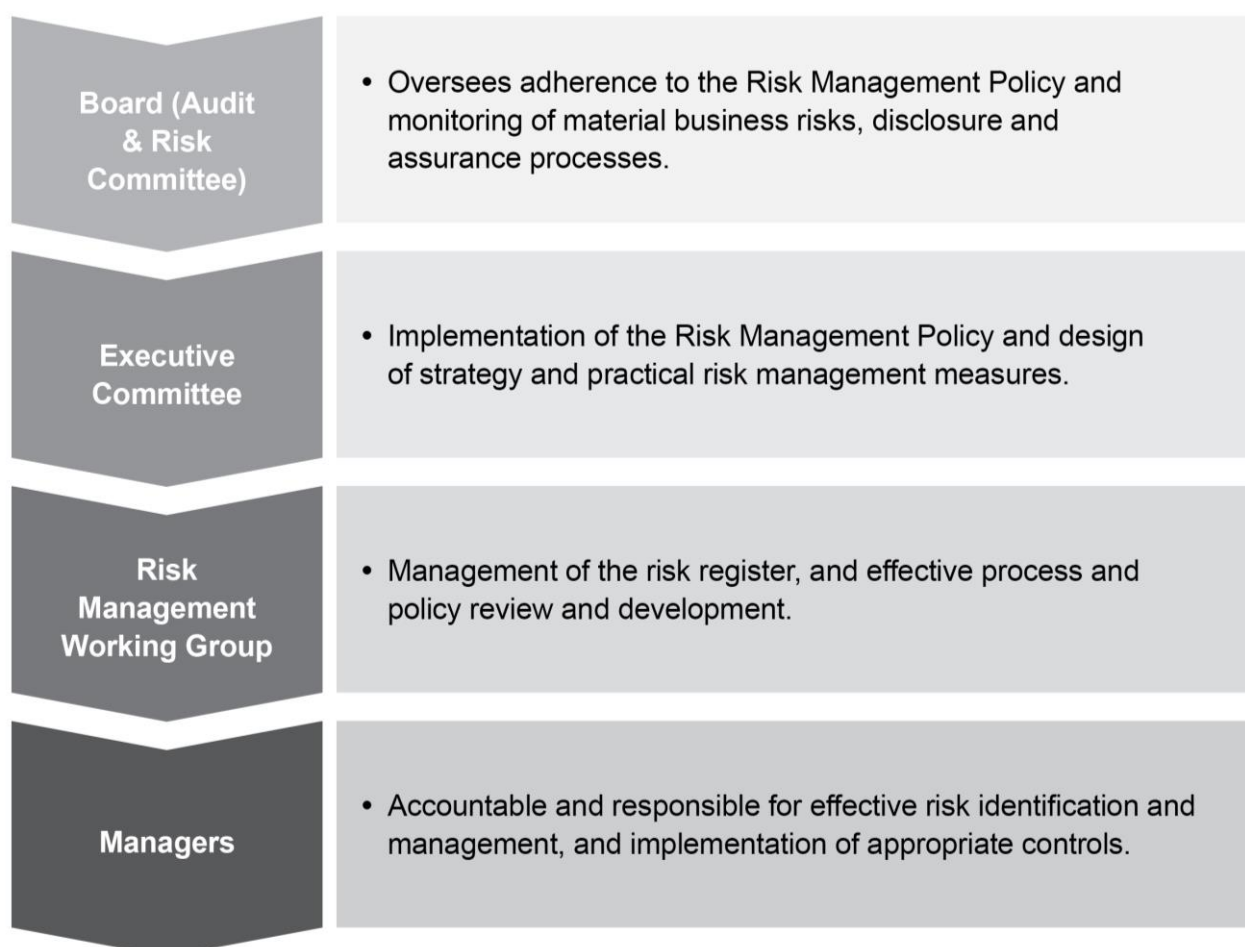 Board (Audit
& Risk
Committee)
• Oversees adherence to the Risk Management Policy and
monitoring of material business risks, disclosure and
assurance processes.
Executive
Committee
• Implementation of the Risk Management Policy and design
of strategy and practical risk management measures.
Risk
Management
Working Group
• Management of the risk register, and effective process and
policy review and development.
Managers
• Accountable and responsible for effective risk identification and
management, and implementation of appropriate controls.